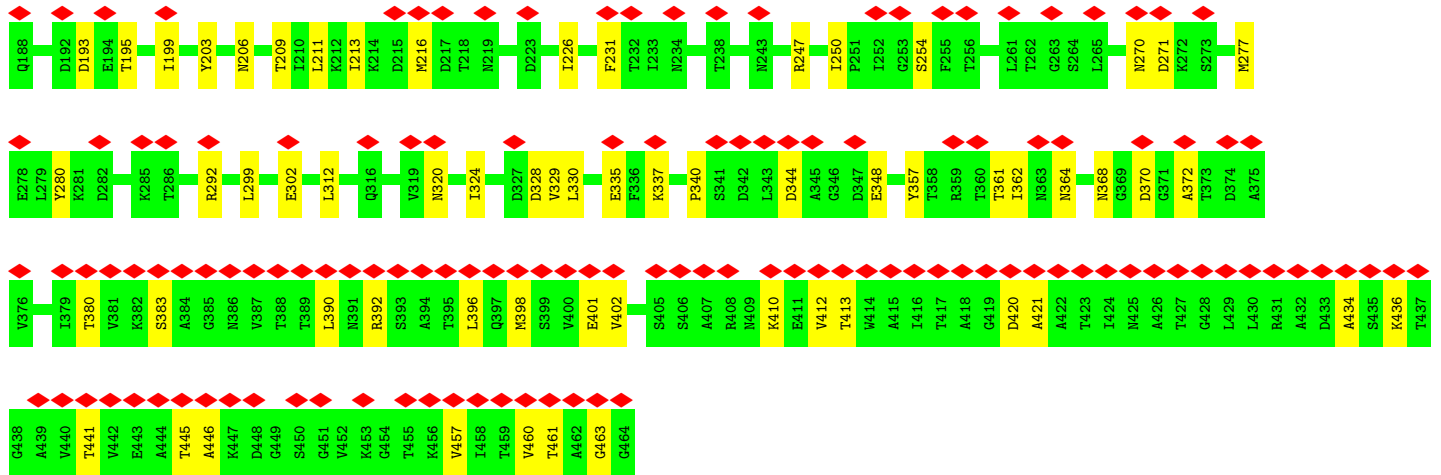 Q188 D192 D193 E194 T195 I199 Y203 N206 T209 I210 L211 K212 I213 K214 D215 M216 D217 T218 N219 D223 I226 F231 T232 I233 N234 T238 N243 R247 I250 P251 I252 G253 S254 F255 T256 L261 T262 G263 S264 L265 N270 D271 K272 S273 M277
E278 L279 Y280 K281 D282 K285 T286 R292 L299 E302 L312 Q316 V319 N320 I324 D327 D328 V329 L330 E335 F336 K337 P340 S341 D342 L343 D344 A345 G346 D347 E348 Y357 T358 R359 T360 T361 I362 N363 N364 N368 G369 D370 G371 A372 T373 D374 A375
V376 I379 T380 V381 K382 S383 A384 G385 N386 V387 T388 T389 L390 N391 R392 S393 A394 T395 L396 Q397 M398 S399 V400 E401 V402 S405 S406 A407 R408 N409 K410 E411 V412 T413 W414 A415 I416 T417 A418 G419 D420 A421 A422 T423 I424 N425 A426 T427 G428 L429 L430 R431 A432 D433 A434 S435 K436 T437
G438 A439 V440 T441 V442 E443 A444 T445 A446 K447 D448 G449 S450 G451 V452 K453 G454 T455 K456 V457 I458 T459 V460 T461 A462 G463 G464